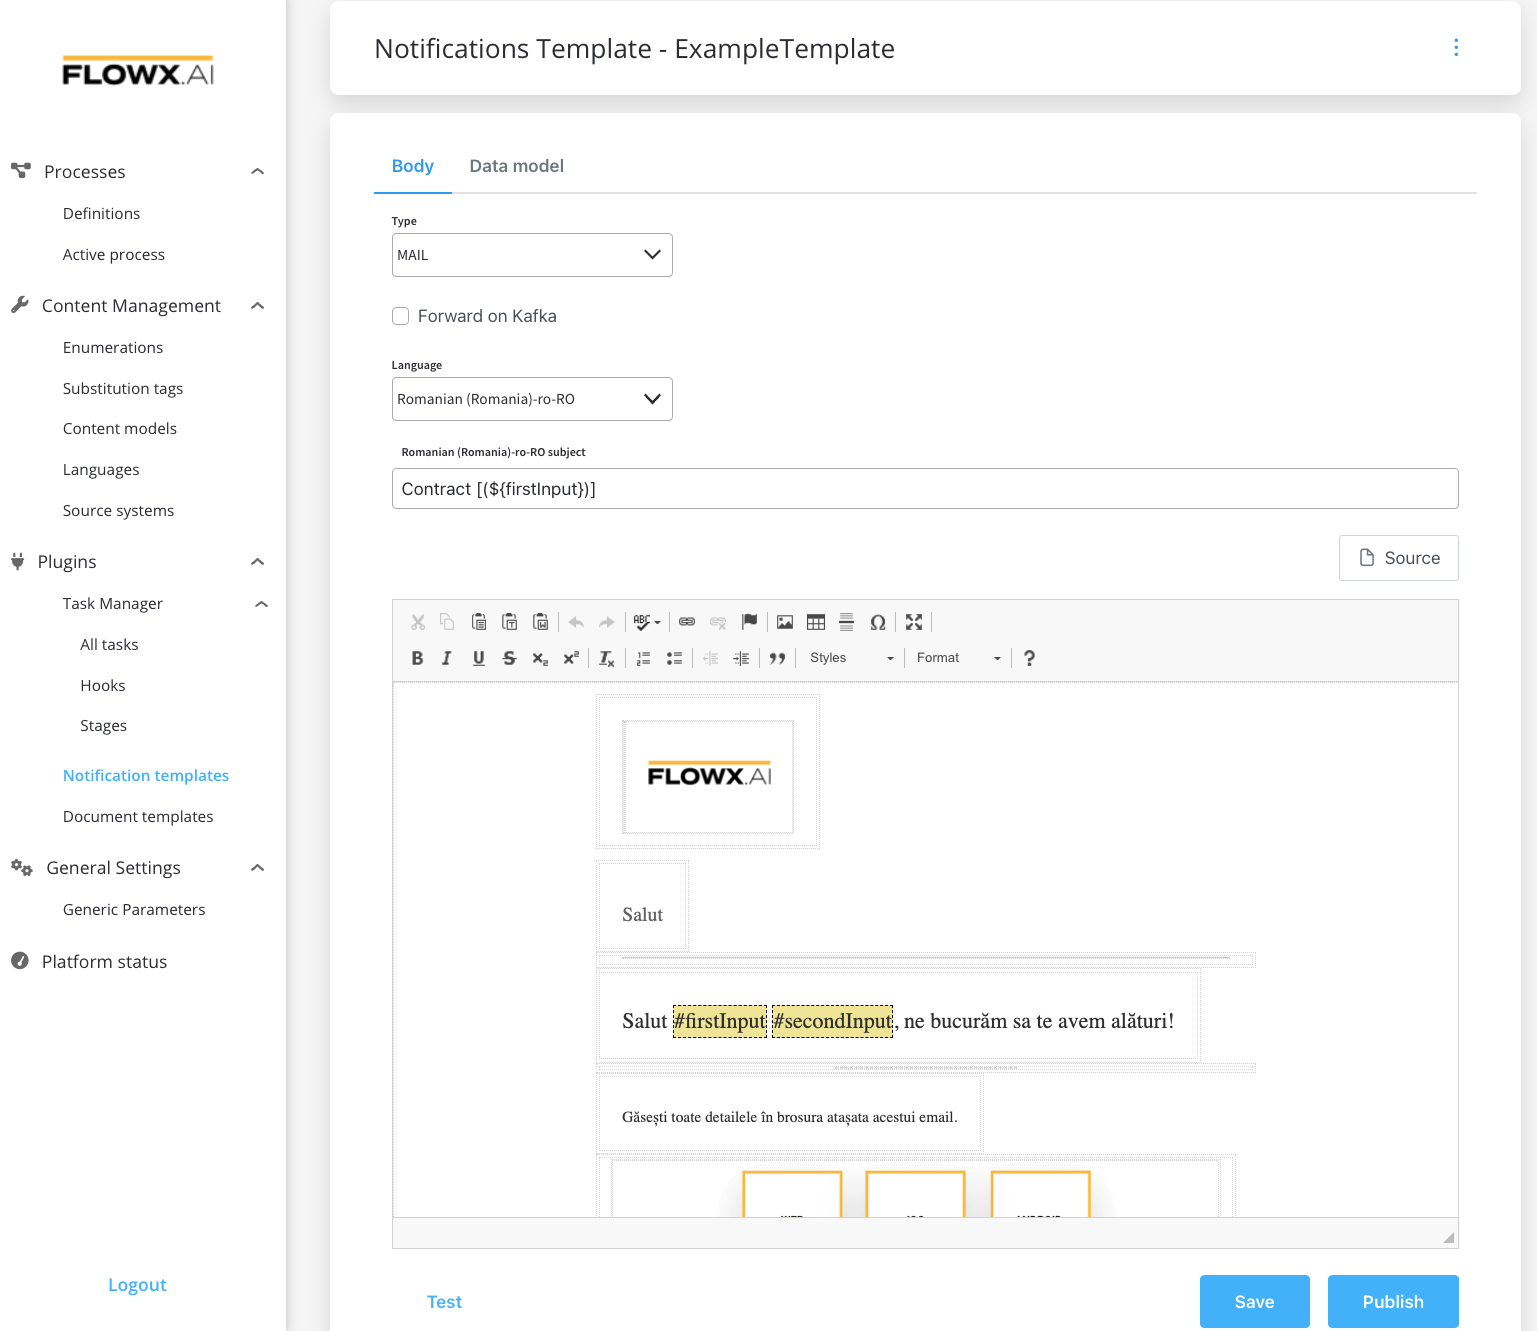 FLOWX.AI
Processes
Definitions
Active process
Content Management
Enumerations
Substitution tags
Content models
Languages
Source systems
Plugins
Task Manager
All tasks
Hooks
Stages
Notification templates
Document templates
General Settings
Generic Parameters
Platform status
Logout
Notifications Template - ExampleTemplate
Body Data model
Type
MAIL
Forward on Kafka
Language
Romanian (Romania)-ro-RO
Romanian (Romania)-ro-RO subject
Contract [(${firstInput})]
Source
ABC
B I U S x₂ x² Tx Styles Format ?
FLOWX.AI
Salut
Salut #firstInput #secondInput, ne bucurăm sa te avem alături!
Găsești toate detailele în brosura atașata acestui email.
Test Save Publish